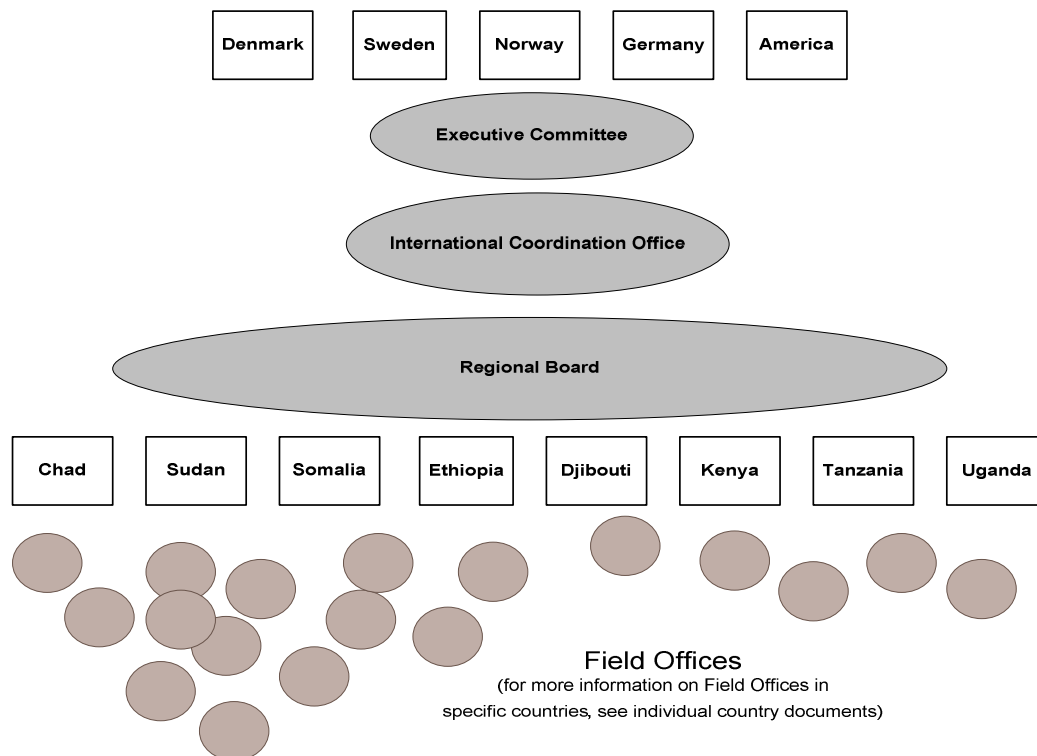 Denmark
Sweden
Norway
Germany
America
Executive Committee
International Coordination Office
Regional Board
Chad
Sudan
Somalia
Ethiopia
Djibouti
Kenya
Tanzania
Uganda
Field Offices
(for more information on Field Offices in
specific countries, see individual country documents)